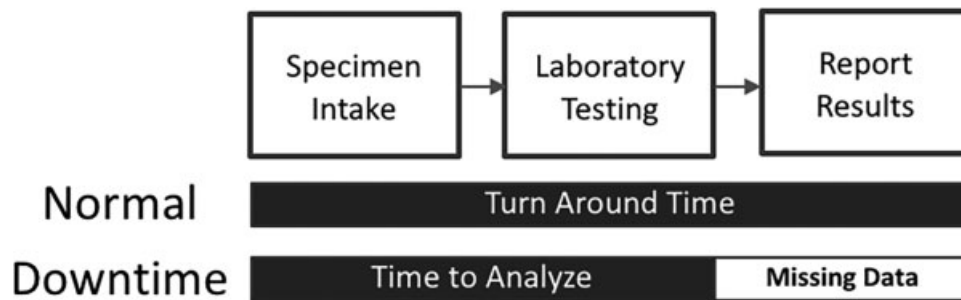 Specimen
Intake
Laboratory
Testing
Report
Results
Normal
Turn Around Time
Downtime
Time to Analyze
Missing Data